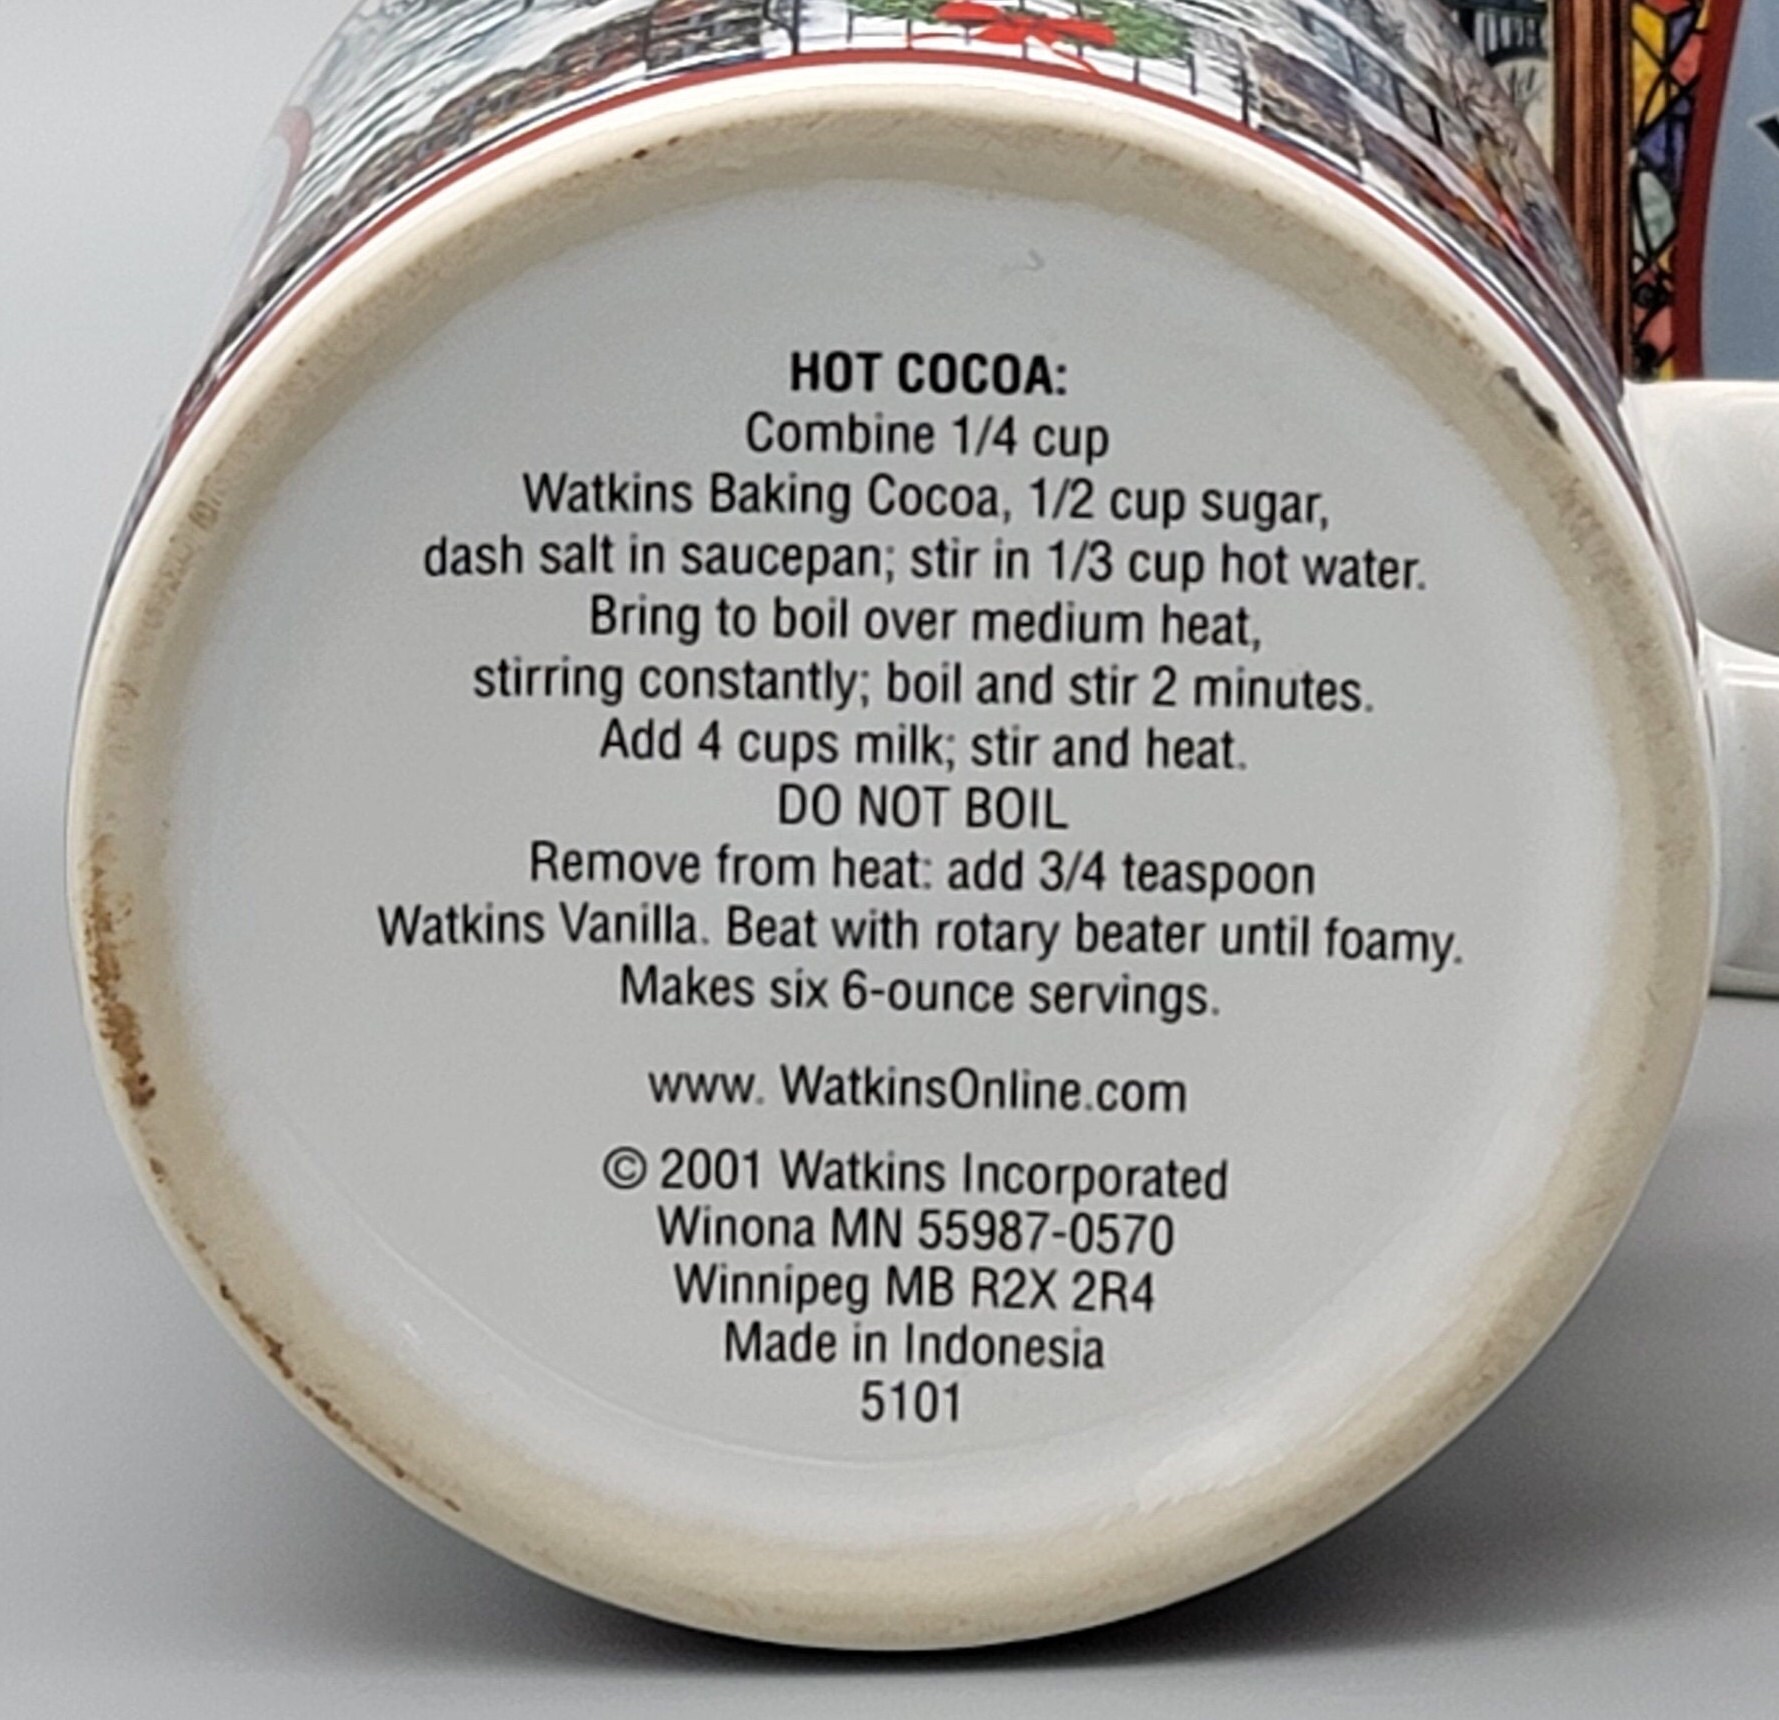 HOT COCOA:
Combine 1/4 cup
Watkins Baking Cocoa, 1/2 cup sugar,
dash salt in saucepan; stir in 1/3 cup hot water.
Bring to boil over medium heat,
stirring constantly; boil and stir 2 minutes.
Add 4 cups milk; stir and heat.
DO NOT BOIL
Remove from heat: add 3/4 teaspoon
Watkins Vanilla. Beat with rotary beater until foamy.
Makes six 6-ounce servings.
www. WatkinsOnline.com
© 2001 Watkins Incorporated
Winona MN 55987-0570
Winnipeg MB R2X 2R4
Made in Indonesia
5101